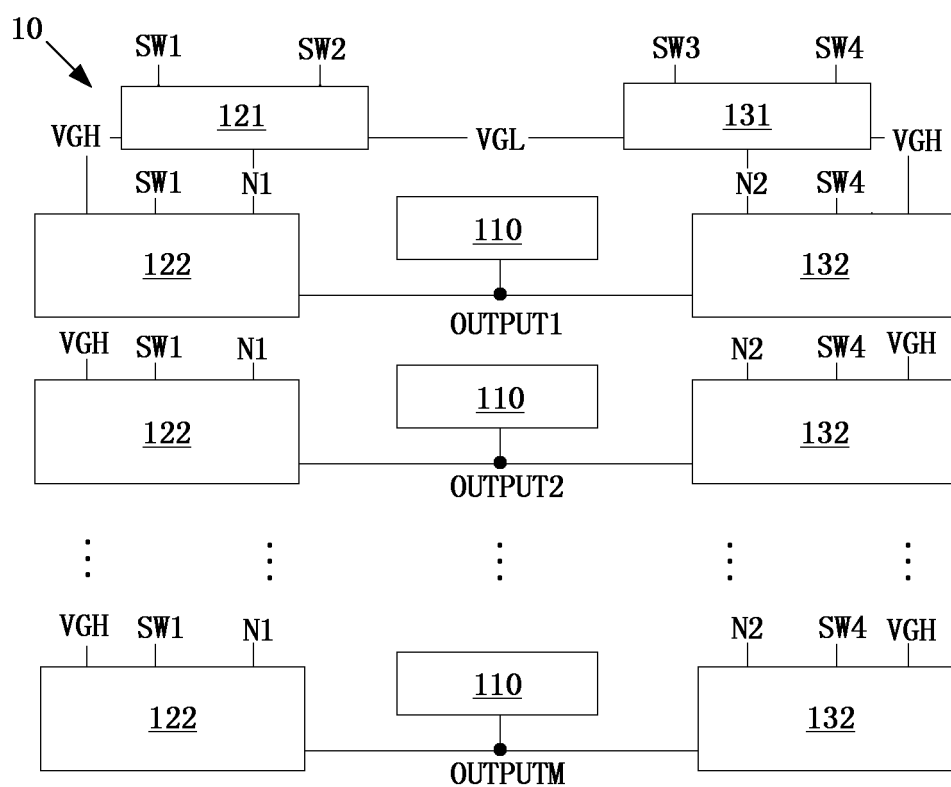 10
SW1 SW2 SW3 SW4
121 131
VGH VGL VGH
SW1 N1 N2 SW4
110
122 132
OUTPUT1
VGH SW1 N1 N2 SW4 VGH
110
122 132
OUTPUT2
VGH SW1 N1 N2 SW4 VGH
110
122 132
OUTPUTM